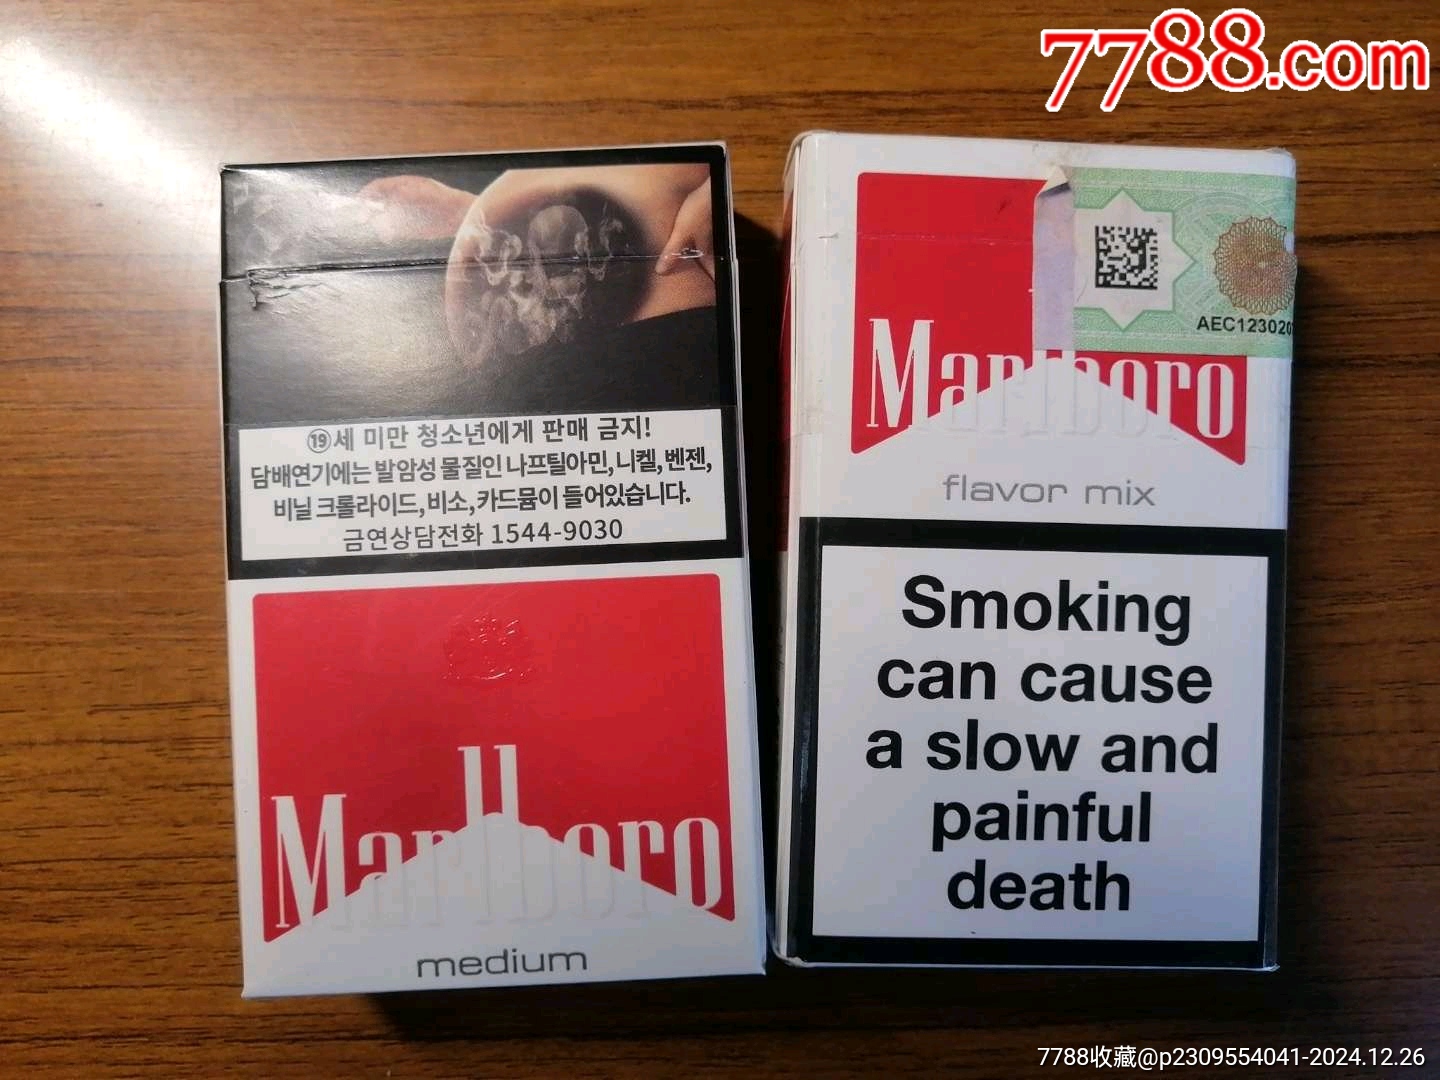 7788.com
⑲세 미만 청소년에게 판매 금지!
담배연기에는 발암성 물질인 나프틸아민, 니켈, 벤젠,
비닐 크롤라이드, 비소, 카드뮴이 들어있습니다.
금연상담전화 1544-9030
Marlboro
medium
AEC123020
Marlboro
flavor mix
Smoking
can cause
a slow and
painful
death
7788收藏@p2309554041-2024.12.26